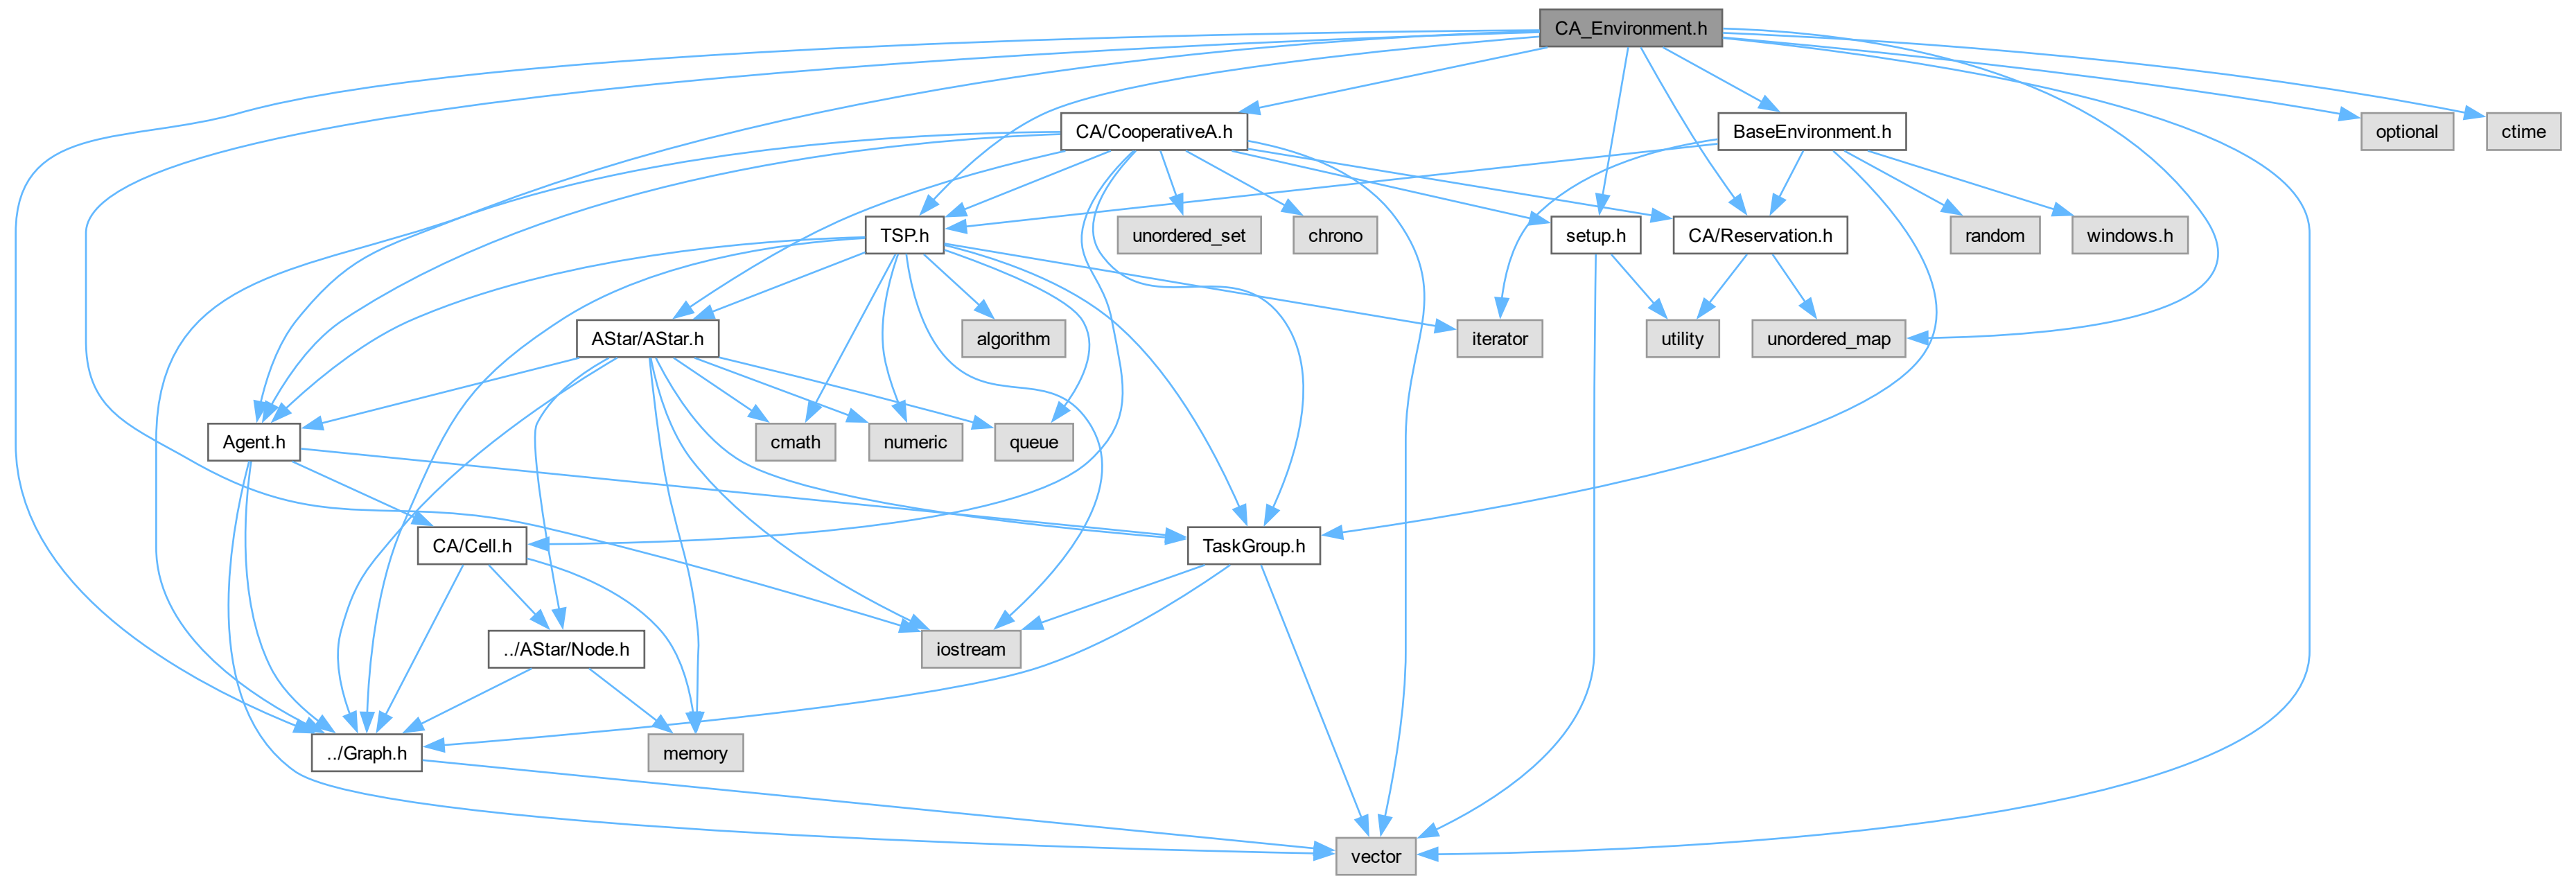 CA_Environment.h
CA/CooperativeA.h
BaseEnvironment.h
optional
ctime
TSP.h
unordered_set
chrono
setup.h
CA/Reservation.h
random
windows.h
AStar/AStar.h
algorithm
iterator
utility
unordered_map
Agent.h
cmath
numeric
queue
CA/Cell.h
TaskGroup.h
../AStar/Node.h
iostream
../Graph.h
memory
vector